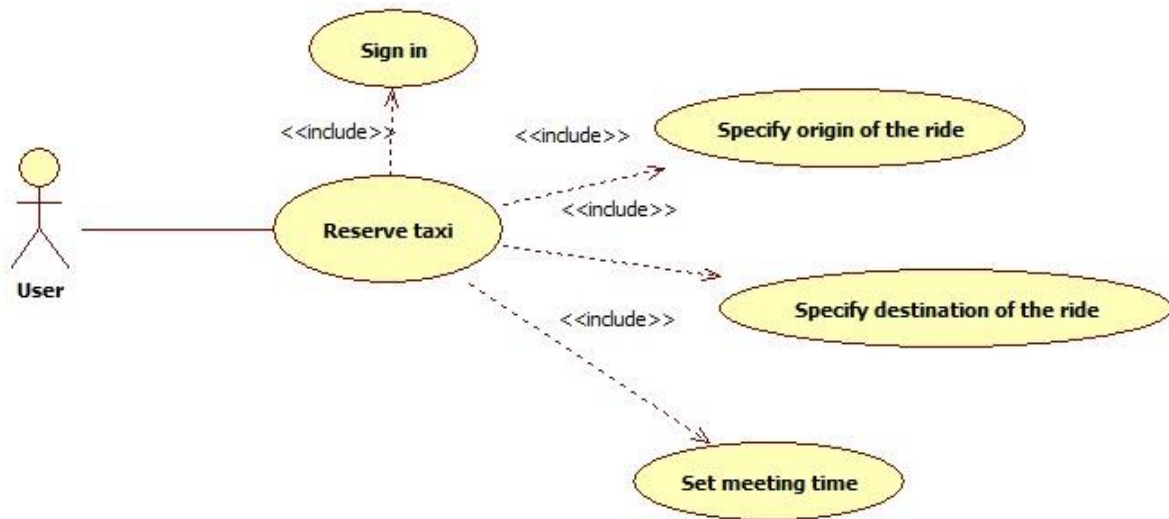 Sign in
<<include>>
<<include>>
Specify origin of the ride
<<include>>
Reserve taxi
User
Specify destination of the ride
<<include>>
Set meeting time